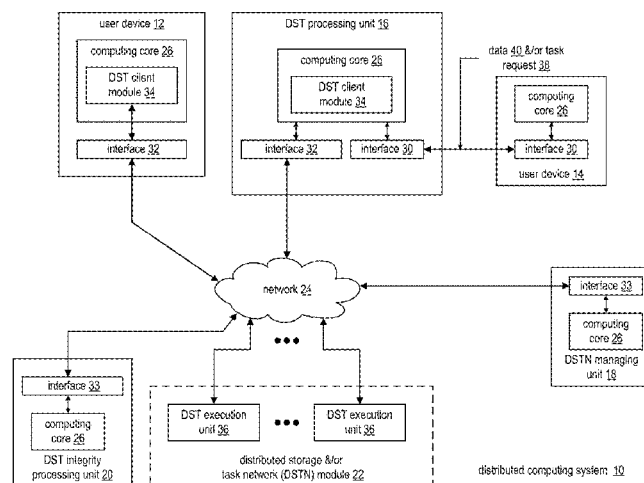 user device 12
computing core 26
DST client
module 34
interface 32
DST processing unit 16
computing core 26
DST client
module 34
interface 32
interface 30
data 40 &/or task
request 38
computing
core 26
interface 30
user device 14
network 24
interface 33
computing
core 26
DSTN managing
unit 18
interface 33
computing
core 26
DST integrity
processing unit 20
DST execution
unit 36
DST execution
unit 36
distributed storage &/or
task network (DSTN) module 22
distributed computing system 10